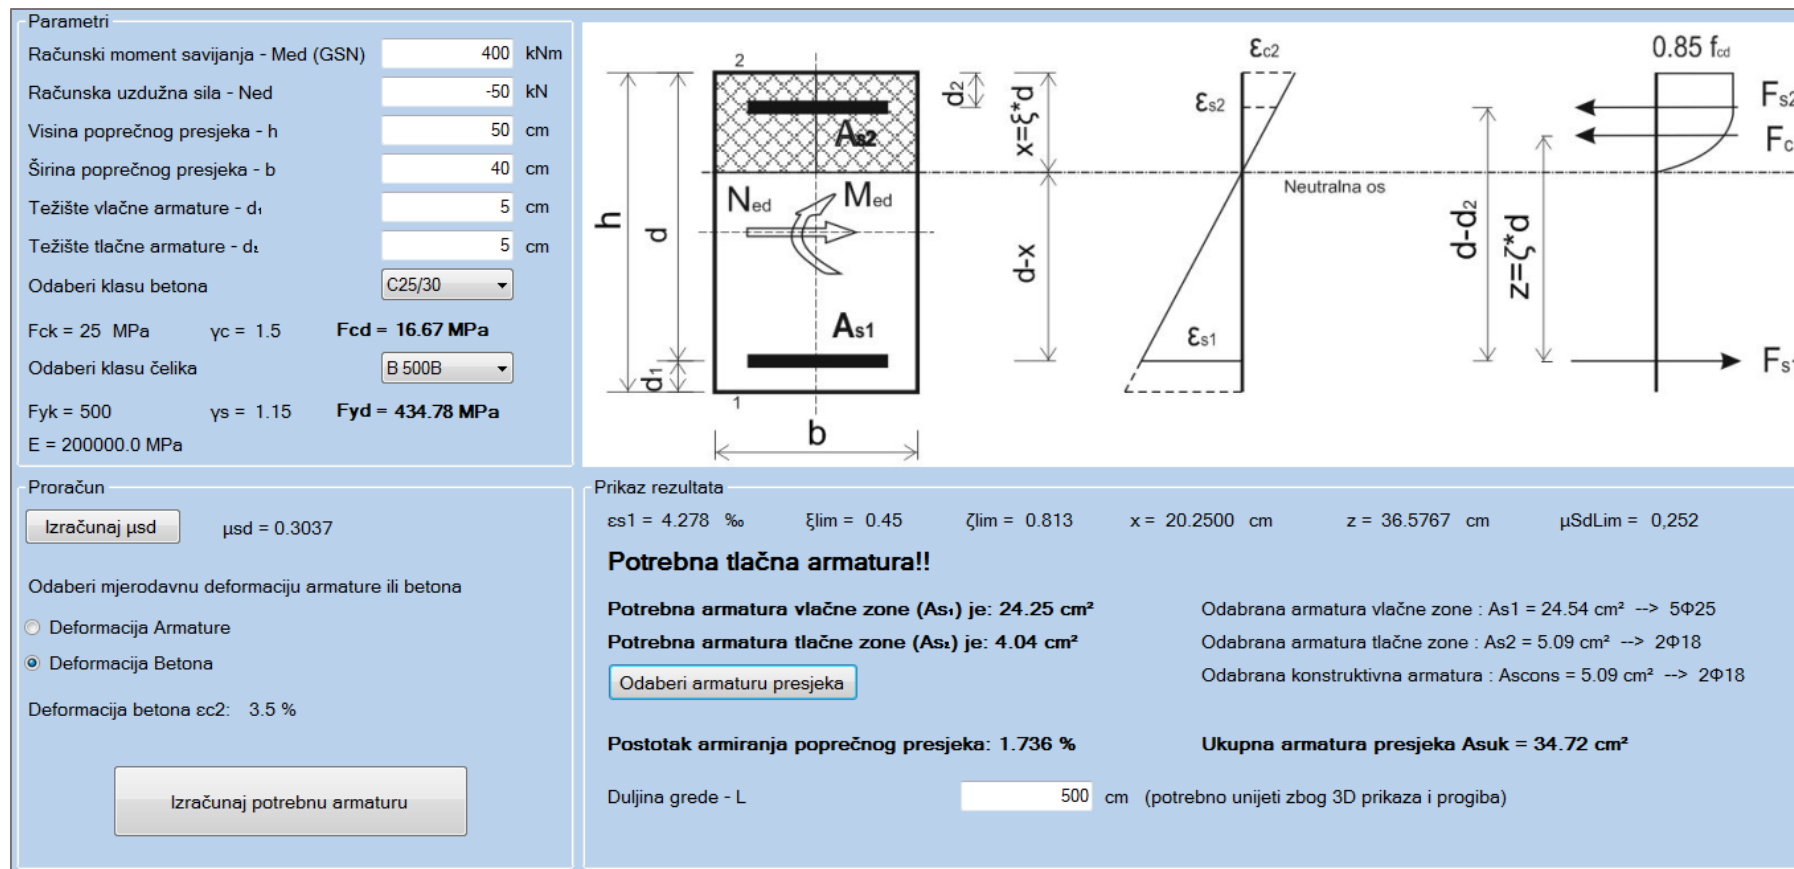 Parametri
Računski moment savijanja - Med (GSN) 400 kNm
Računska uzdužna sila - Ned -50 kN
Visina poprečnog presjeka - h 50 cm
Širina poprečnog presjeka - b 40 cm
Težište vlačne armature - d₁ 5 cm
Težište tlačne armature - d₂ 5 cm
Odaberi klasu betona C25/30
Fck = 25 MPa γc = 1.5 Fcd = 16.67 MPa
Odaberi klasu čelika B 500B
Fyk = 500 γs = 1.15 Fyd = 434.78 MPa
E = 200000.0 MPa
2
h
d
d₁
1
b
As2
Ned Med
As1
d₂
x=ξ*d
d-x
εc2
εs2
εs1
Neutralna os
0.85 fcd
d-d₂
z=ζ*d
Fs2
Fc
Fs1
Proračun
Izračunaj μsd μsd = 0.3037
Odaberi mjerodavnu deformaciju armature ili betona
Deformacija Armature
Deformacija Betona
Deformacija betona εc2: 3.5 %
Izračunaj potrebnu armaturu
Prikaz rezultata
εs1 = 4.278 ‰ ξlim = 0.45 ζlim = 0.813 x = 20.2500 cm z = 36.5767 cm μSdLim = 0,252
Potrebna tlačna armatura!!
Potrebna armatura vlačne zone (As₁) je: 24.25 cm² Odabrana armatura vlačne zone : As1 = 24.54 cm² --> 5Φ25
Potrebna armatura tlačne zone (As₂) je: 4.04 cm² Odabrana armatura tlačne zone : As2 = 5.09 cm² --> 2Φ18
Odaberi armaturu presjeka Odabrana konstruktivna armatura : Ascons = 5.09 cm² --> 2Φ18
Postotak armiranja poprečnog presjeka: 1.736 % Ukupna armatura presjeka Asuk = 34.72 cm²
Duljina grede - L 500 cm (potrebno unijeti zbog 3D prikaza i progiba)